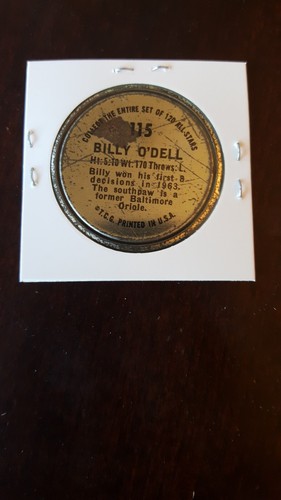 COLLECT THE ENTIRE SET OF 120 ALL-STARS
115
BILLY O'DELL
Ht: 5:10 Wt: 170 Throws: L.
Billy won his first 8
decisions in 1963.
The southpaw is a
former Baltimore
Oriole.
©T.C.G. PRINTED IN U.S.A.